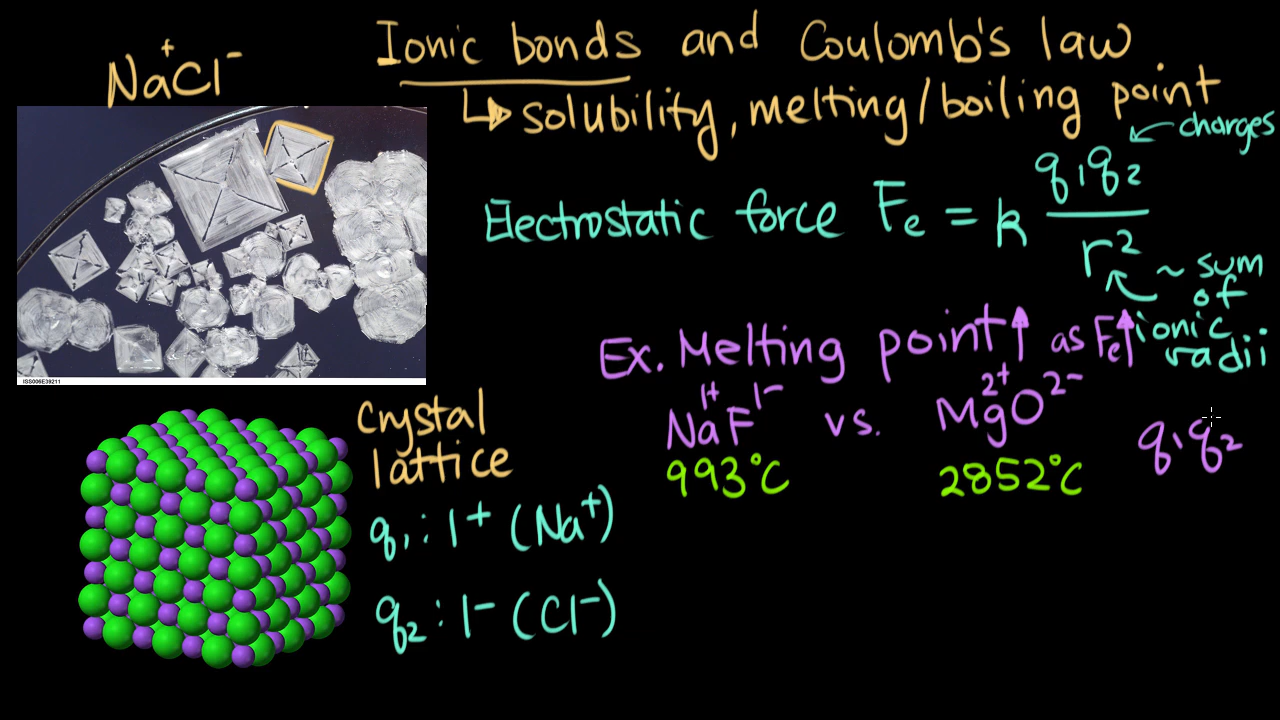 Na⁺Cl⁻
Ionic bonds and Coulomb's law
↳ solubility, melting/boiling point
← charges
Electrostatic force Fₑ = k q₁q₂ / r²
~ sum
of
ionic
radii
Ex. Melting point ↑ as Fₑ↑
Na¹⁺F¹⁻ vs. Mg²⁺O²⁻
993°C 2852°C
q₁q₂
ISS006E39211
Crystal
lattice
q₁: 1⁺ (Na⁺)
q₂: 1⁻ (Cl⁻)